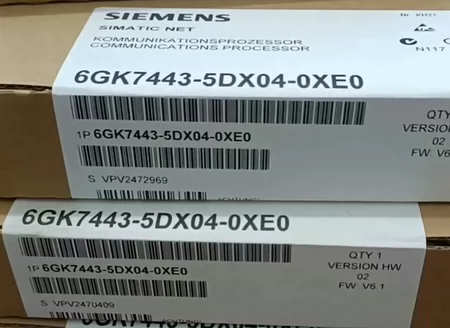 SIEMENS
SIMATIC NET
KOMMUNIKATIONSPROZESSOR
COMMUNICATIONS PROCESSOR
N117
6GK7443-5DX04-0XE0
1P 6GK7443-5DX04-0XE0
QTY
VERSION
02
FW V6.
S VPV2472969
6GK7443-5DX04-0XE0
1P 6GK7443-5DX04-0XE0
QTY 1
VERSION HW
02
FW V6.1
S VPV2470409